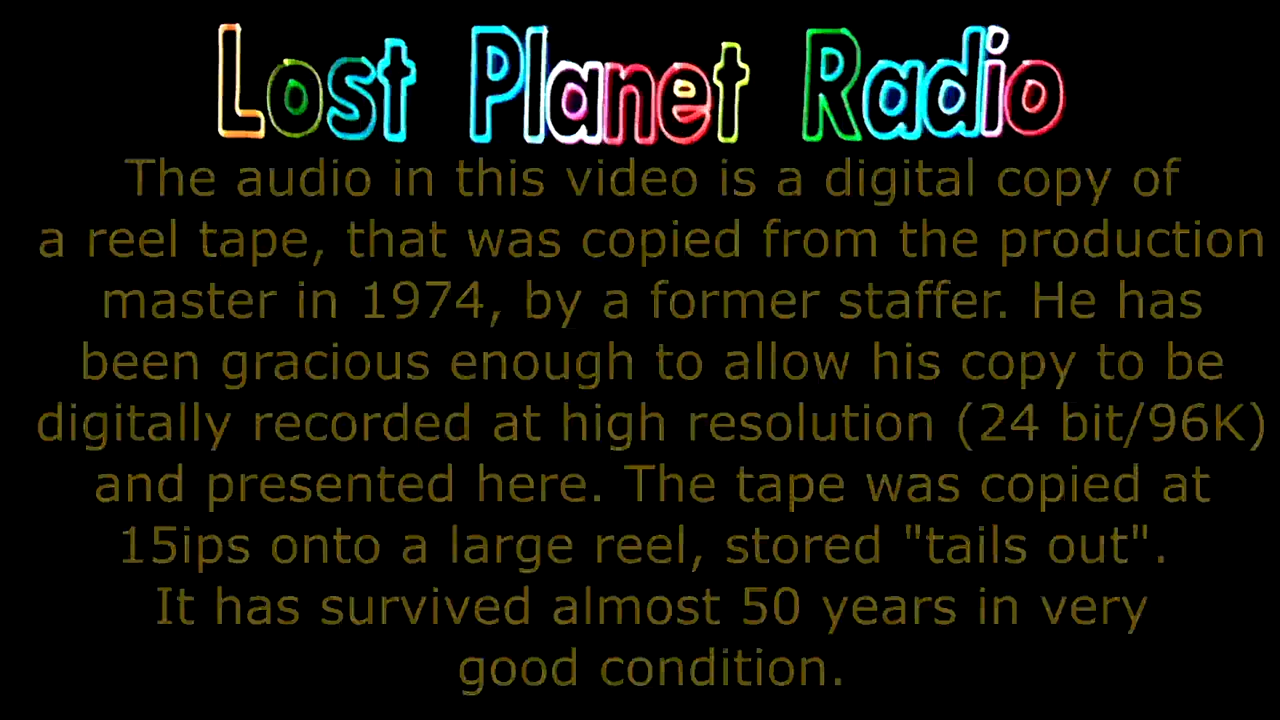 Lost Planet Radio
The audio in this video is a digital copy of
a reel tape, that was copied from the production
master in 1974, by a former staffer. He has
been gracious enough to allow his copy to be
digitally recorded at high resolution (24 bit/96K)
and presented here. The tape was copied at
15ips onto a large reel, stored "tails out".
It has survived almost 50 years in very
good condition.